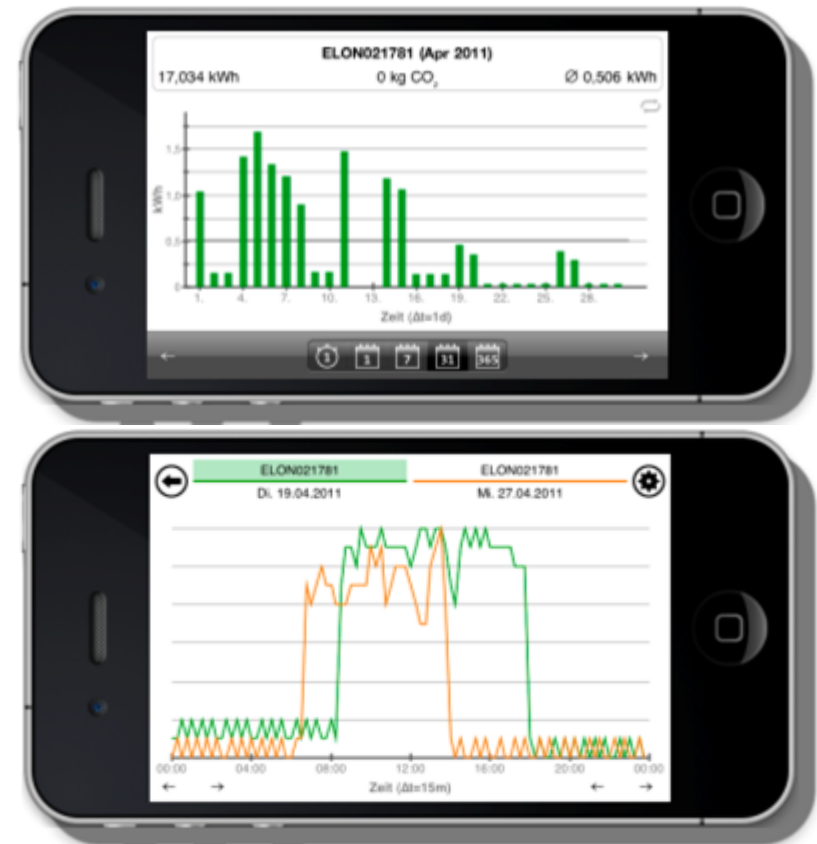 ELON021781 (Apr 2011)
17,034 kWh 0 kg CO₂ Ø 0,506 kWh
kWh
1,5
1,0
0,5
0
1. 4. 7. 10. 13. 16. 19. 22. 25. 28.
Zeit (Δt=1d)
← 1 1 7 31 365 →
ELON021781 ELON021781
Di. 19.04.2011 Mi. 27.04.2011
00:00 04:00 08:00 12:00 16:00 20:00 00:00
← → Zeit (Δt=15m) ← →